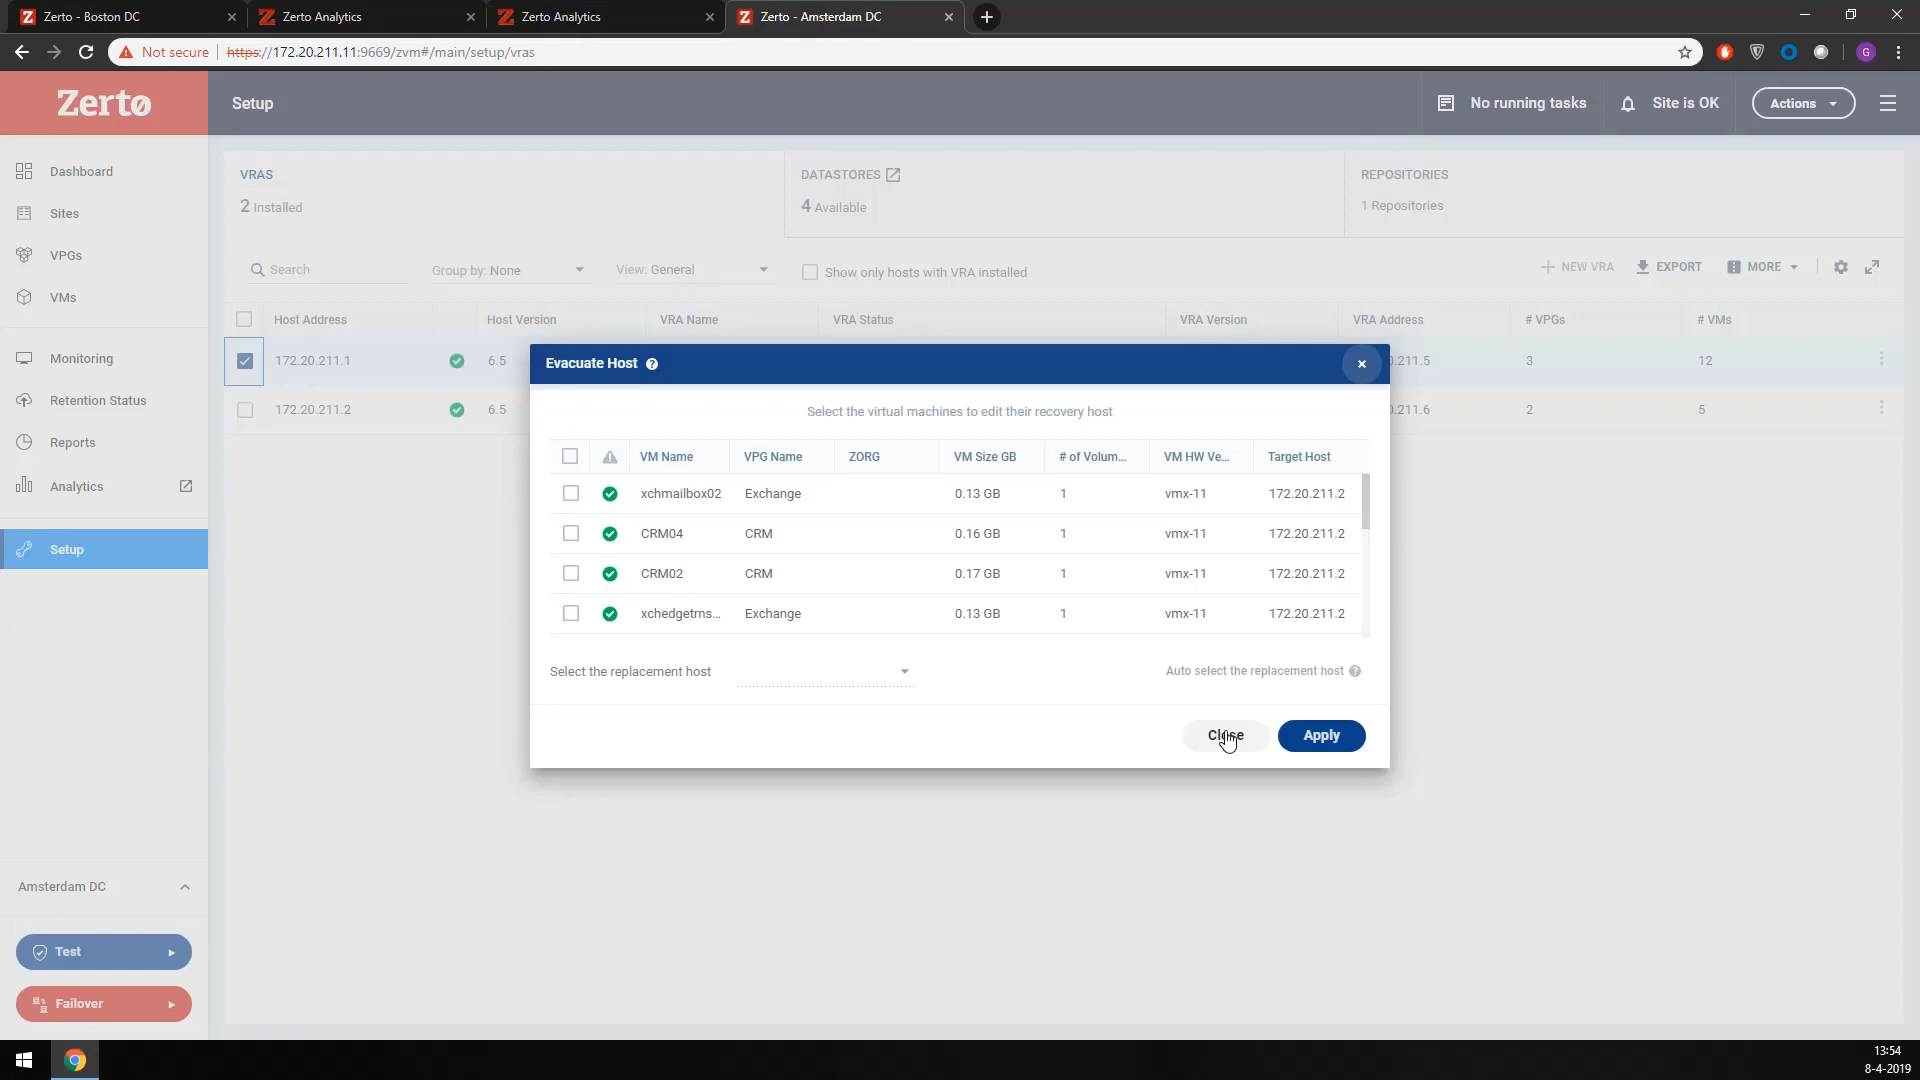 Zerto - Boston DC
Zerto Analytics
Zerto Analytics
Zerto - Amsterdam DC
Not secure
https://172.20.211.11:9669/zvm#/main/setup/vras
G
Zerto
Setup
No running tasks
Site is OK
Actions
Dashboard
Sites
VPGs
VMs
Monitoring
Retention Status
Reports
Analytics
Setup
Amsterdam DC
Test
Failover
VRAS
2 Installed
DATASTORES
4 Available
REPOSITORIES
1 Repositories
Search
Group by: None
View: General
Show only hosts with VRA installed
NEW VRA
EXPORT
MORE
Host Address Host Version VRA Name VRA Status VRA Version VRA Address # VPGs # VMs
172.20.211.1 6.5 .211.5 3 12
172.20.211.2 6.5 .211.6 2 5
Evacuate Host ?
Select the virtual machines to edit their recovery host
VM Name VPG Name ZORG VM Size GB # of Volum... VM HW Ve... Target Host
xchmailbox02 Exchange 0.13 GB 1 vmx-11 172.20.211.2
CRM04 CRM 0.16 GB 1 vmx-11 172.20.211.2
CRM02 CRM 0.17 GB 1 vmx-11 172.20.211.2
xchedgetrns... Exchange 0.13 GB 1 vmx-11 172.20.211.2
Select the replacement host
Auto select the replacement host ?
Close
Apply
13:54
8-4-2019